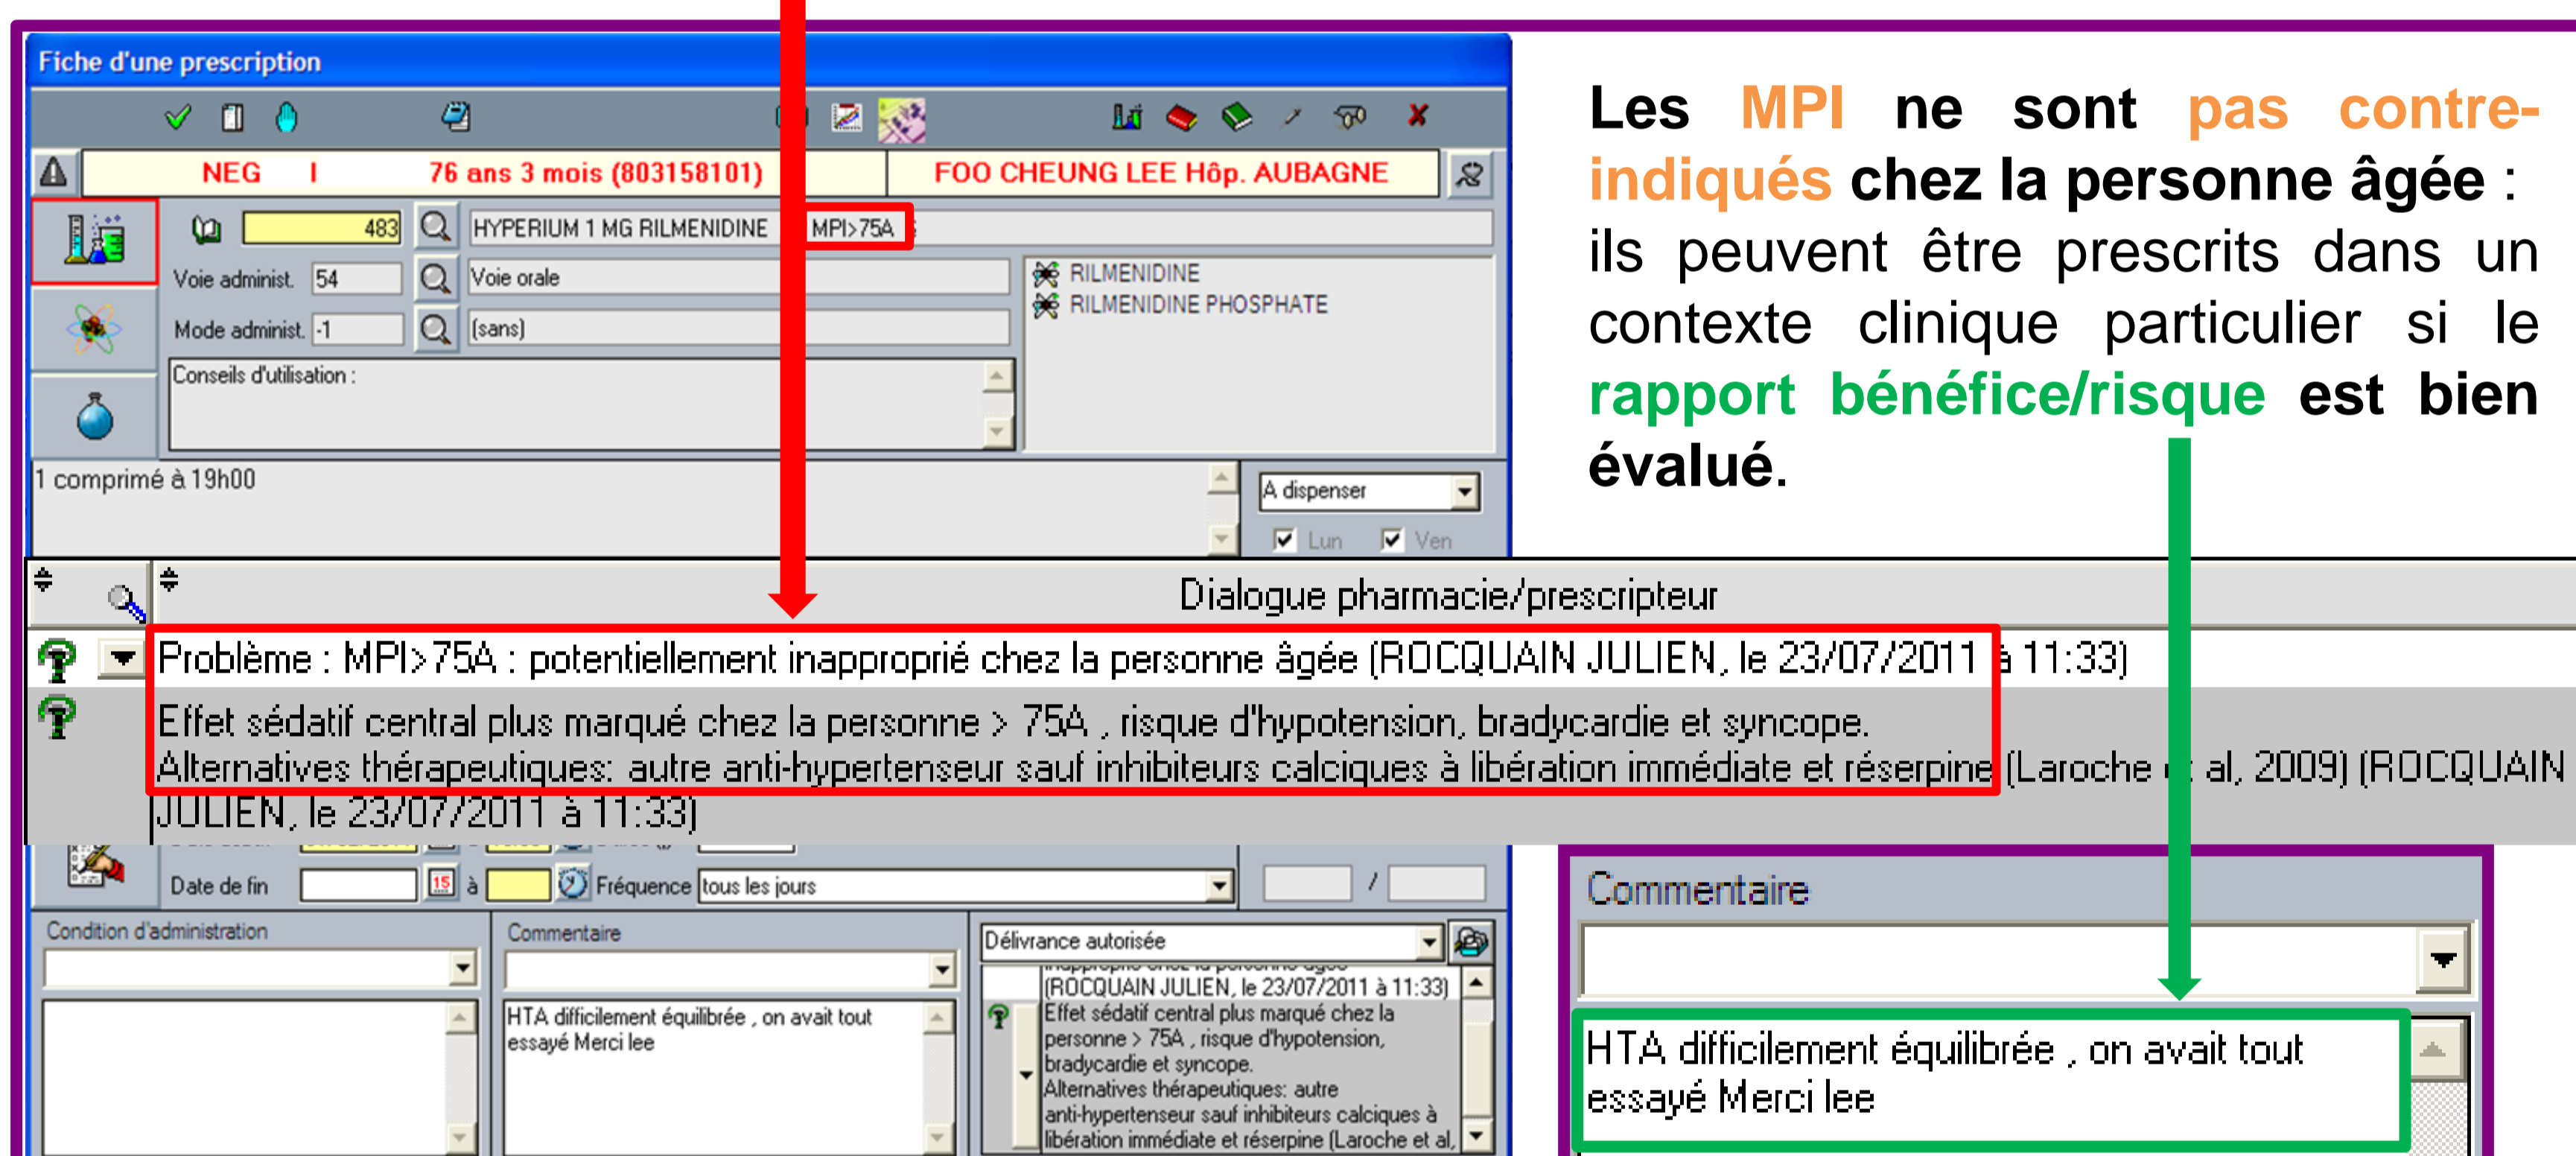 Fiche d'une prescription
NEG I 76 ans 3 mois (803158101)
FOO CHEUNG LEE Hôp. AUBAGNE
483
HYPERIUM 1 MG RILMENIDINE
MPI>75A
Voie administ. 54 Voie orale
Mode administ. -1 (sans)
Conseils d'utilisation :
RILMENIDINE
RILMENIDINE PHOSPHATE
1 comprimé à 19h00
A dispenser
Lun Ven
Les MPI ne sont pas contre-
indiqués chez la personne âgée :
ils peuvent être prescrits dans un
contexte clinique particulier si le
rapport bénéfice/risque est bien
évalué.
Dialogue pharmacie/prescripteur
Problème : MPI>75A : potentiellement inapproprié chez la personne âgée (ROCQUAIN JULIEN, le 23/07/2011 à 11:33)
Effet sédatif central plus marqué chez la personne > 75A , risque d'hypotension, bradycardie et syncope.
Alternatives thérapeutiques: autre anti-hypertenseur sauf inhibiteurs calciques à libération immédiate et réserpine (Laroche et al, 2009) (ROCQUAIN
JULIEN, le 23/07/2011 à 11:33)
Date de fin 15 à Fréquence tous les jours /
Condition d'administration
Commentaire
HTA difficilement équilibrée , on avait tout
essayé Merci lee
Délivrance autorisée
inapproprié chez la personne âgée
(ROCQUAIN JULIEN, le 23/07/2011 à 11:33)
Effet sédatif central plus marqué chez la
personne > 75A , risque d'hypotension,
bradycardie et syncope.
Alternatives thérapeutiques: autre
anti-hypertenseur sauf inhibiteurs calciques à
libération immédiate et réserpine (Laroche et al,
Commentaire
HTA difficilement équilibrée , on avait tout
essayé Merci lee